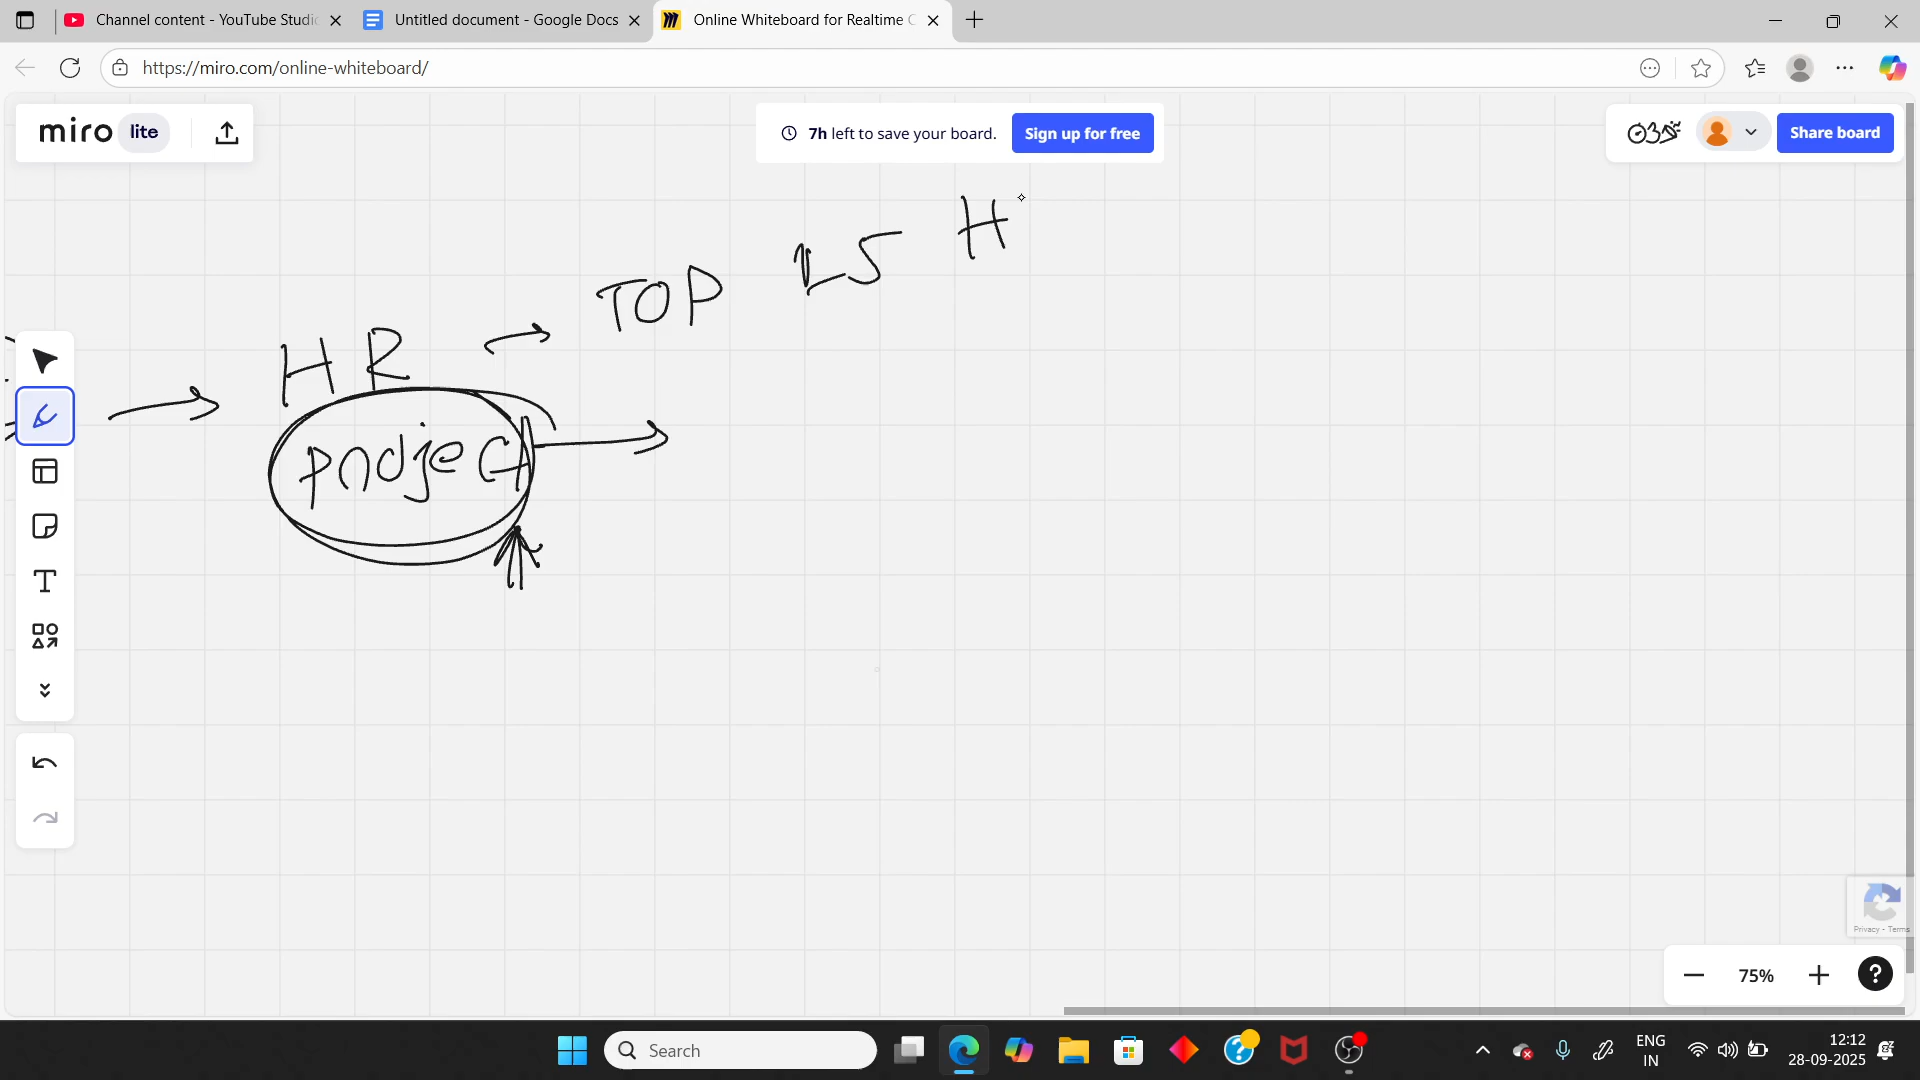 Channel content - YouTube Studio
Untitled document - Google Docs
Online Whiteboard for Realtime C
https://miro.com/online-whiteboard/
miro lite
7h left to save your board.
Sign up for free
Share board
TOP 15 H
HR
project
Privacy - Terms
75%
Search
ENG
IN
12:12
28-09-2025